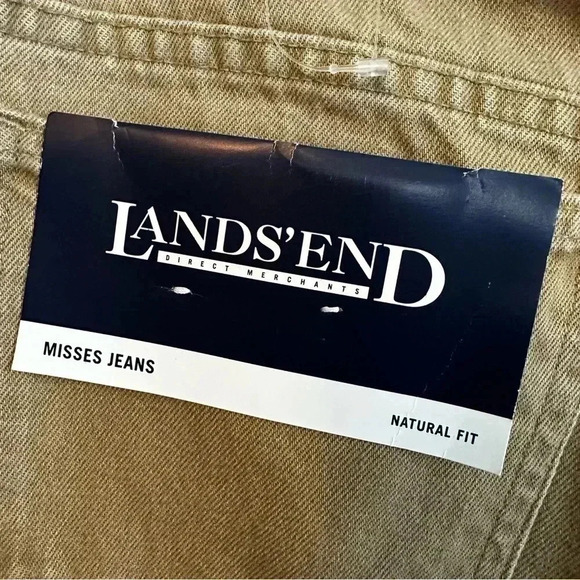 LANDS'END
DIRECT MERCHANTS
MISSES JEANS
NATURAL FIT